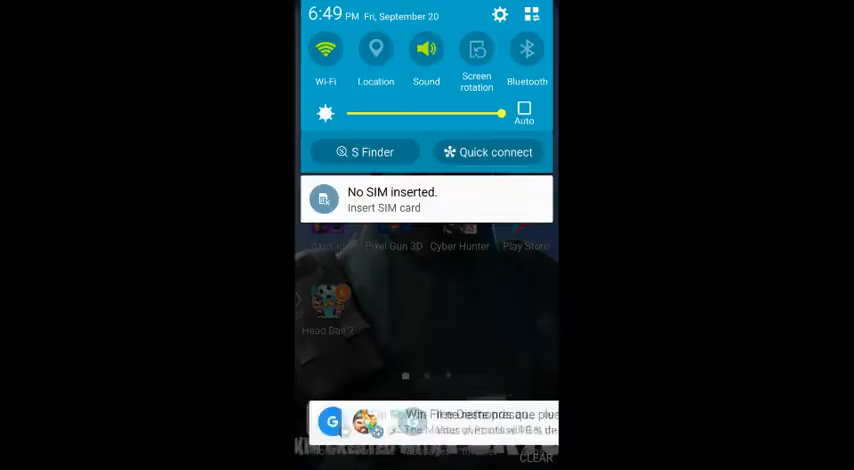 6:49 PM Fri, September 20
Wi-Fi
Location
Sound
Screen rotation
Bluetooth
Auto
S Finder
Quick connect
No SIM inserted.
Insert SIM card
Pixel Gun 3D
Cyber Hunter
Play Store
Head Ball 2
CLEAR